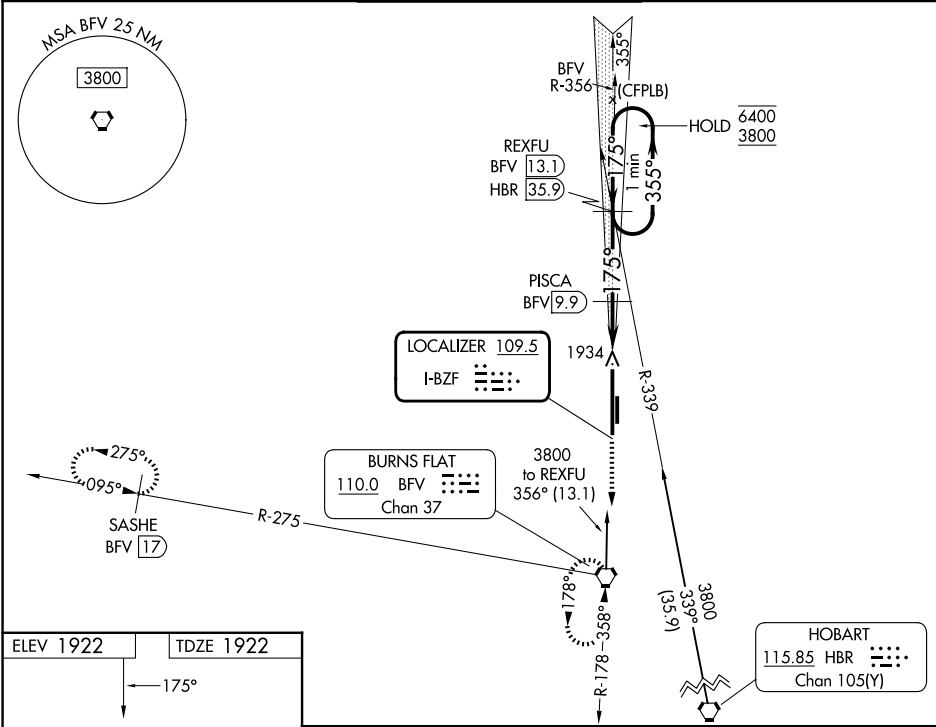 MSA BFV 25 NM
3800
BFV
R-356
(CFPLB)
355°
HOLD
6400
3800
REXFU
BFV 13.1
HBR 35.9
175°
1 min
355°
175°
PISCA
BFV 9.9
LOCALIZER 109.5
I-BZF
1934
R-339
BURNS FLAT
110.0 BFV
Chan 37
3800
to REXFU
356° (13.1)
275°
095°
SASHE
BFV 17
R-275
178°
358°
R-178
3800
339°
(35.9)
HOBART
115.85 HBR
Chan 105(Y)
ELEV 1922
TDZE 1922
175°